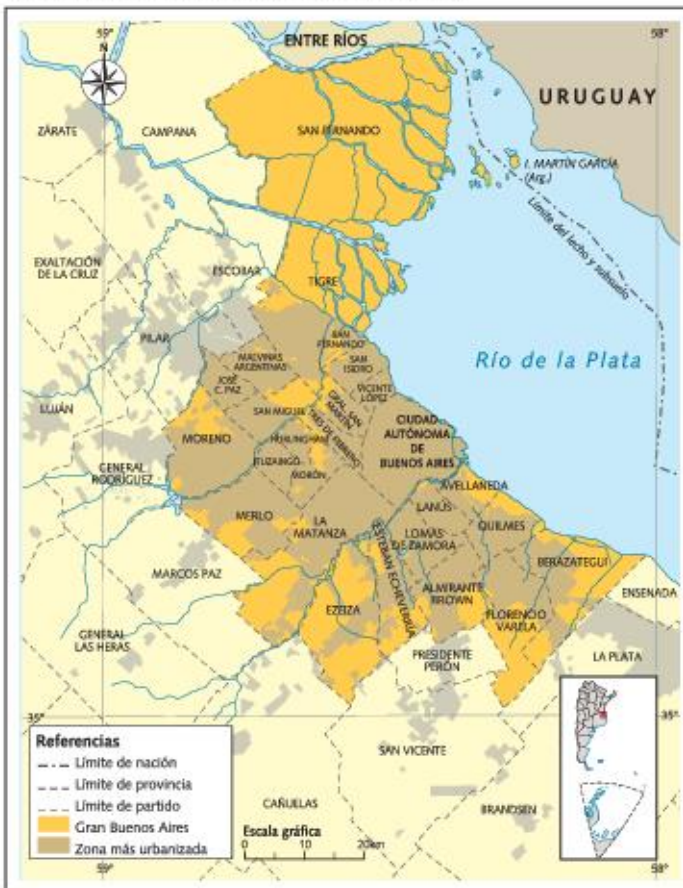 59°
58°
N
ENTRE RÍOS
URUGUAY
ZÁRATE
CAMPANA
SAN FERNANDO
I. MARTÍN GARCÍA
(Arg.)
Límite del lecho y subsuelo
EXALTACIÓN
DE LA CRUZ
ESCOBAR
TIGRE
PILAR
SAN
FERNANDO
SAN
ISIDRO
MALVINAS
ARGENTINAS
JOSÉ
C. PAZ
VICENTE
LÓPEZ
Río de la Plata
LUJÁN
SAN MIGUEL
GRAL. SAN
MARTÍN
TRES DE FEBRERO
CIUDAD
AUTÓNOMA
DE
BUENOS AIRES
MORENO
HURLINGHAM
ITUZAINGÓ
MORÓN
GENERAL
RODRÍGUEZ
AVELLANEDA
LANÚS
MERLO
LA
MATANZA
QUILMES
LOMAS
DE ZAMORA
BERAZATEGUI
MARCOS PAZ
ESTEBAN ECHEVERRÍA
EZEIZA
ALMIRANTE
BROWN
FLORENCIO
VARELA
ENSENADA
GENERAL
LAS HERAS
PRESIDENTE
PERÓN
LA PLATA
35°
35°
SAN VICENTE
CAÑUELAS
BRANDSEN
Referencias
Límite de nación
Límite de provincia
Límite de partido
Gran Buenos Aires
Zona más urbanizada
Escala gráfica
0 10 20km
59°
58°